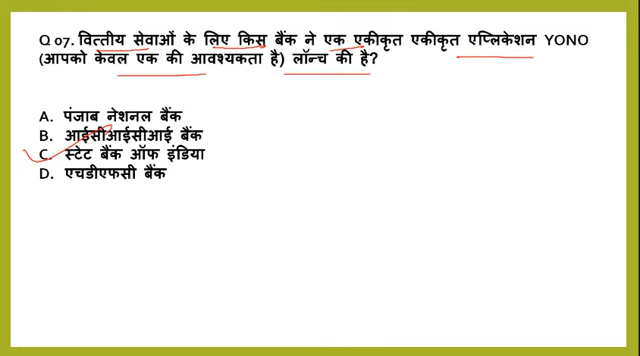 Q 07. वित्तीय सेवाओं के लिए किस बैंक ने एक एकीकृत एकीकृत एप्लिकेशन YONO
(आपको केवल एक की आवश्यकता है) लॉन्च की है?
A. पंजाब नेशनल बैंक
B. आईसीआईसीआई बैंक
C. स्टेट बैंक ऑफ इंडिया
D. एचडीएफसी बैंक